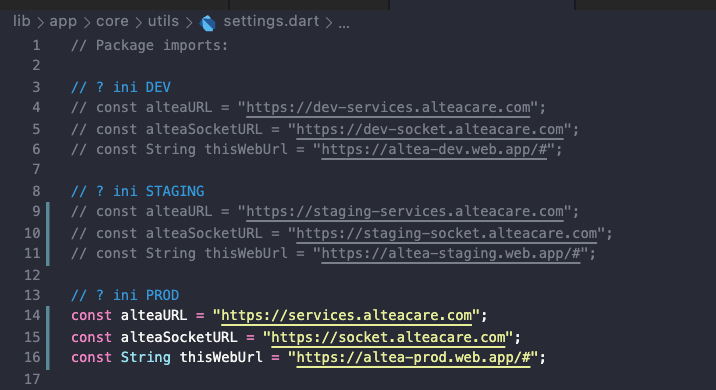 lib > app > core > utils > settings.dart > ...
1 // Package imports:
2
3 // ? ini DEV
4 // const alteaURL = "https://dev-services.alteacare.com";
5 // const alteaSocketURL = "https://dev-socket.alteacare.com";
6 // const String thisWebUrl = "https://altea-dev.web.app/#";
7
8 // ? ini STAGING
9 // const alteaURL = "https://staging-services.alteacare.com";
10 // const alteaSocketURL = "https://staging-socket.alteacare.com";
11 // const String thisWebUrl = "https://altea-staging.web.app/#";
12
13 // ? ini PROD
14 const alteaURL = "https://services.alteacare.com";
15 const alteaSocketURL = "https://socket.alteacare.com";
16 const String thisWebUrl = "https://altea-prod.web.app/#";
17